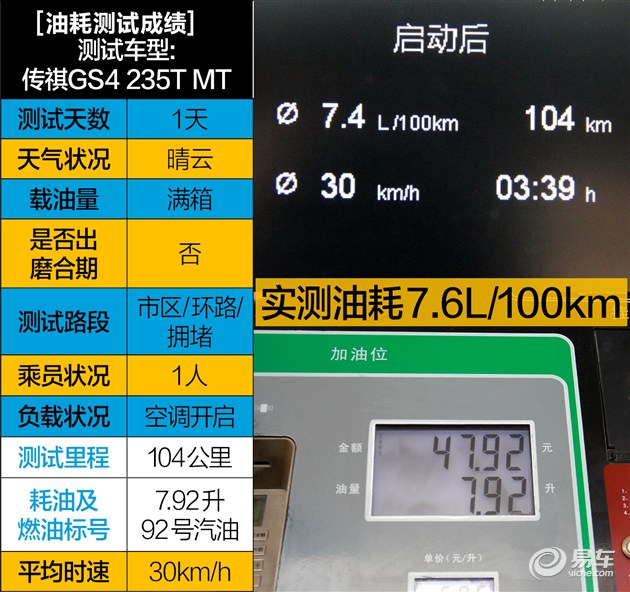 [油耗测试成绩]
测试车型:
传祺GS4 235T MT
测试天数 1天
天气状况 晴云
载油量 满箱
是否出
磨合期 否
测试路段 市区/环路/
拥堵
乘员状况 1人
负载状况 空调开启
测试里程 104公里
耗油及 7.92升
燃油标号 92号汽油
平均时速 30km/h
启动后
Ø 7.4 L/100km 104 km
Ø 30 km/h 03:39 h
实测油耗7.6L/100km
加油位
金额 47.92 元
油量 7.92 升
单价(元/升)
易车
yiche.com